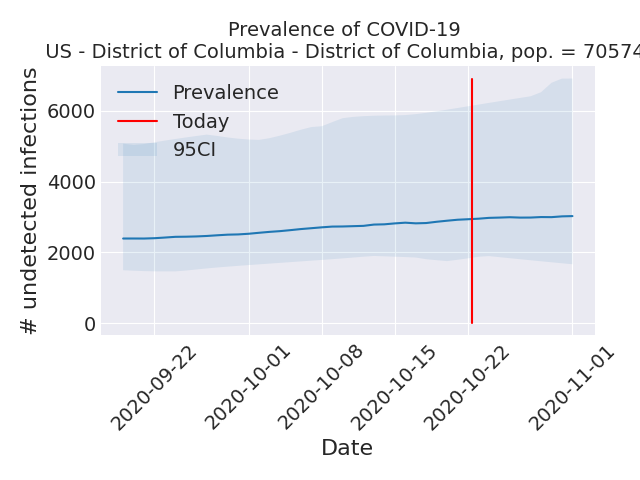 Prevalence of COVID-19
US - District of Columbia - District of Columbia, pop. = 70574
# undetected infections
6000
4000
2000
0
Prevalence
Today
95CI
2020-09-22
2020-10-01
2020-10-08
2020-10-15
2020-10-22
2020-11-01
Date